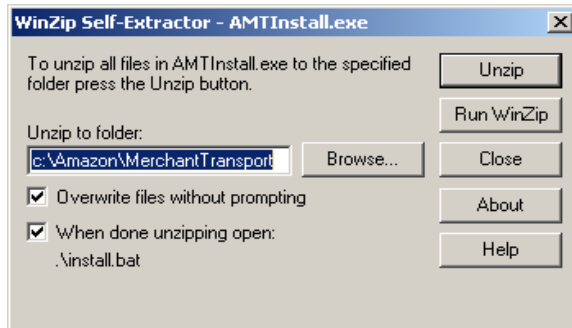 WinZip Self-Extractor - AMTInstall.exe
To unzip all files in AMTInstall.exe to the specified
folder press the Unzip button.
Unzip to folder:
c:\Amazon\MerchantTransport
Browse...
Overwrite files without prompting
When done unzipping open:
.\install.bat
Unzip
Run WinZip
Close
About
Help